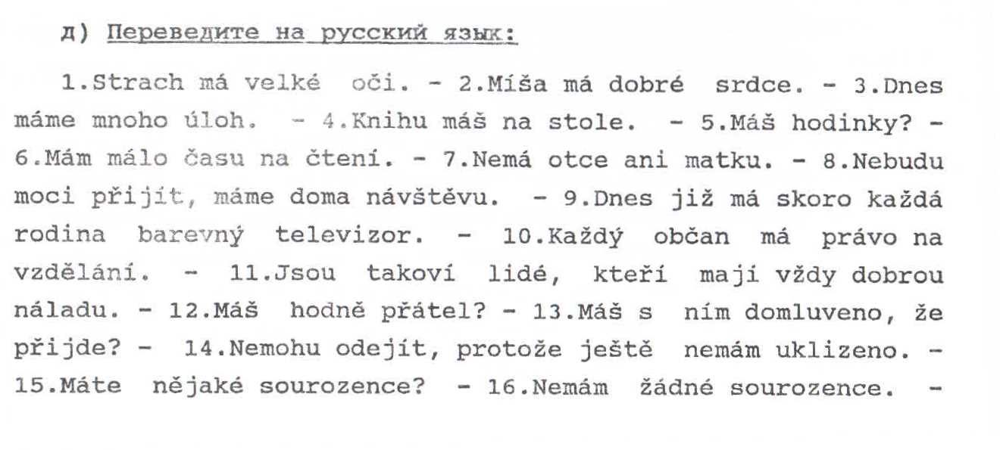 д) Переведите на русский язык:
1.Strach má velké oči. - 2.Míša má dobré srdce. - 3.Dnes
máme mnoho úloh. - 4.Knihu máš na stole. - 5.Máš hodinky? -
6.Mám málo času na čtení. - 7.Nemá otce ani matku. - 8.Nebudu
moci přijít, máme doma návštěvu. - 9.Dnes již má skoro každá
rodina barevný televizor. - 10.Každý občan má právo na
vzdělání. - 11.Jsou takoví lidé, kteří mají vždy dobrou
náladu. - 12.Máš hodně přátel? - 13.Máš s ním domluveno, že
přijde? - 14.Nemohu odejít, protože ještě nemám uklizeno. -
15.Máte nějaké sourozence? - 16.Nemám žádné sourozence. -